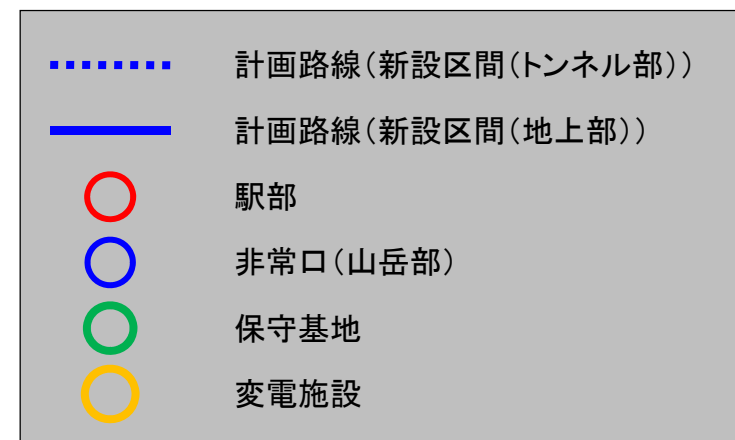 計画路線(新設区間(トンネル部))
計画路線(新設区間(地上部))
駅部
非常口(山岳部)
保守基地
変電施設